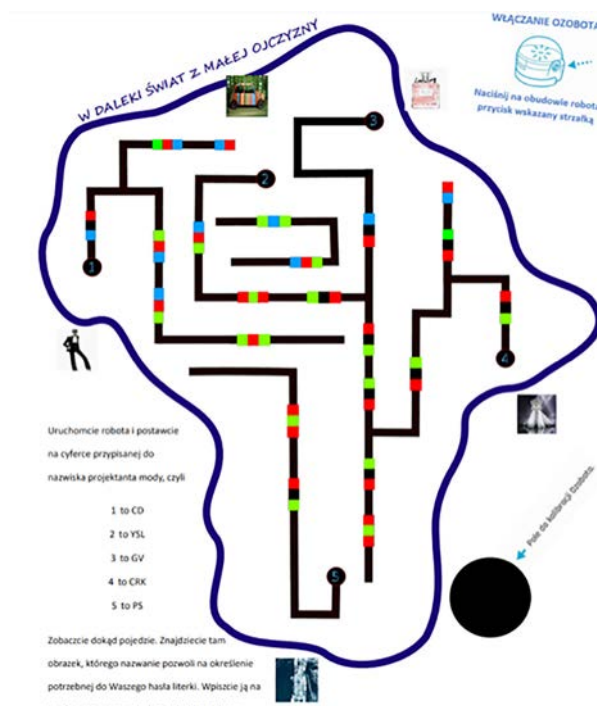 W DALEKI ŚWIAT Z MAŁEJ OJCZYZNY
WŁĄCZANIE OZOBOTA
Naciśnij na obudowie robota
przycisk wskazany strzałką
3
2
1
4
5
Uruchomcie robota i postawcie
na cyferce przypisanej do
nazwiska projektanta mody, czyli
1 to CD
2 to YSL
3 to GV
4 to CRK
5 to PS
Pole do kalibracji Ozobota.
Zobaczcie dokąd pojedzie. Znajdziecie tam
obrazek, którego nazwanie pozwoli na określenie
potrzebnej do Waszego hasła literki. Wpiszcie ją na